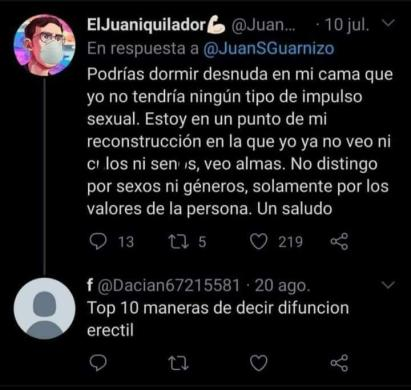 ElJuaniquilador💪 @Juan... · 10 jul.
En respuesta a @JuanSGuarnizo
Podrías dormir desnuda en mi cama que
yo no tendría ningún tipo de impulso
sexual. Estoy en un punto de mi
reconstrucción en la que yo ya no veo ni
los ni veo almas. No distingo
por sexos ni géneros, solamente por los
valores de la persona. Un saludo
13 5 219
f @Dacian67215581 · 20 ago.
Top 10 maneras de decir difuncion
erectil